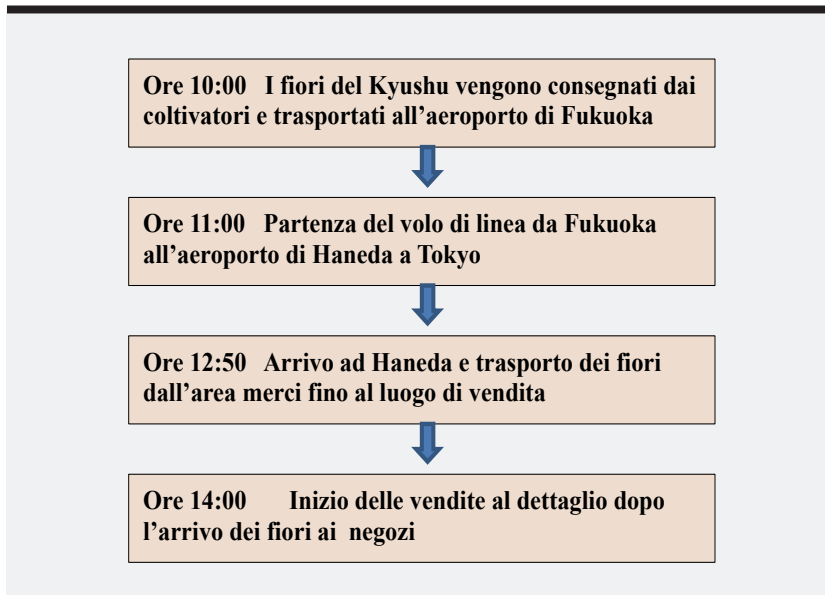 Ore 10:00 I fiori del Kyushu vengono consegnati dai
coltivatori e trasportati all’aeroporto di Fukuoka
Ore 11:00 Partenza del volo di linea da Fukuoka
all’aeroporto di Haneda a Tokyo
Ore 12:50 Arrivo ad Haneda e trasporto dei fiori
dall’area merci fino al luogo di vendita
Ore 14:00 Inizio delle vendite al dettaglio dopo
l’arrivo dei fiori ai negozi